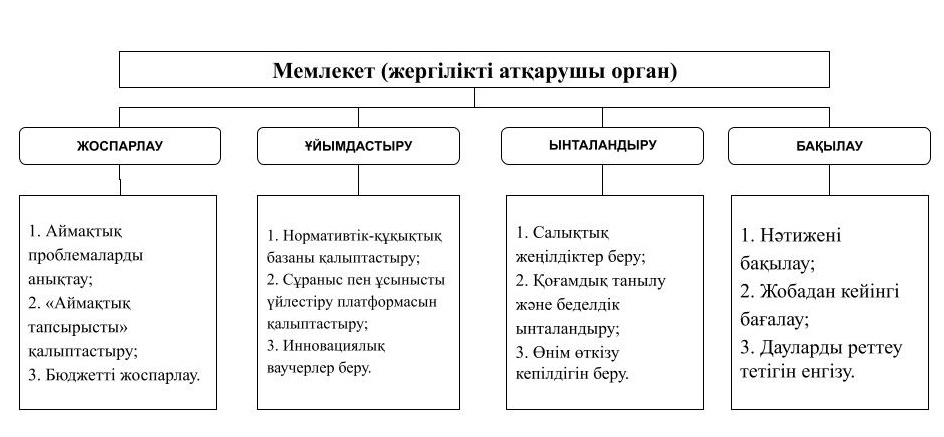 Мемлекет (жергілікті атқарушы орган)
ЖОСПАРЛАУ
ҰЙЫМДАСТЫРУ
ЫНТАЛАНДЫРУ
БАҚЫЛАУ
1. Аймақтық
проблемаларды
анықтау;
2. «Аймақтық
тапсырысты»
қалыптастыру;
3. Бюджетті жоспарлау.
1. Нормативтік-құқықтық
базаны қалыптастыру;
2. Сұраныс пен ұсынысты
үйлестіру платформасын
қалыптастыру;
3. Инновациялық
ваучерлер беру.
1. Салықтық
жеңілдіктер беру;
2. Қоғамдық танылу
және беделдік
ынталандыру;
3. Өнім өткізу
кепілдігін беру.
1. Нәтижені
бақылау;
2. Жобадан кейінгі
бағалау;
3. Дауларды реттеу
тетігін енгізу.